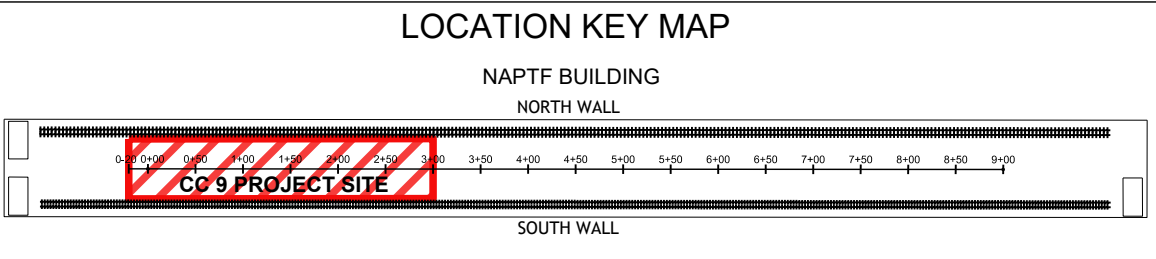 LOCATION KEY MAP
NAPTF BUILDING
NORTH WALL
0-20 0+00 0+50 1+00 1+50 2+00 2+50 3+00 3+50 4+00 4+50 5+00 5+50 6+00 6+50 7+00 7+50 8+00 8+50 9+00
CC 9 PROJECT SITE
SOUTH WALL